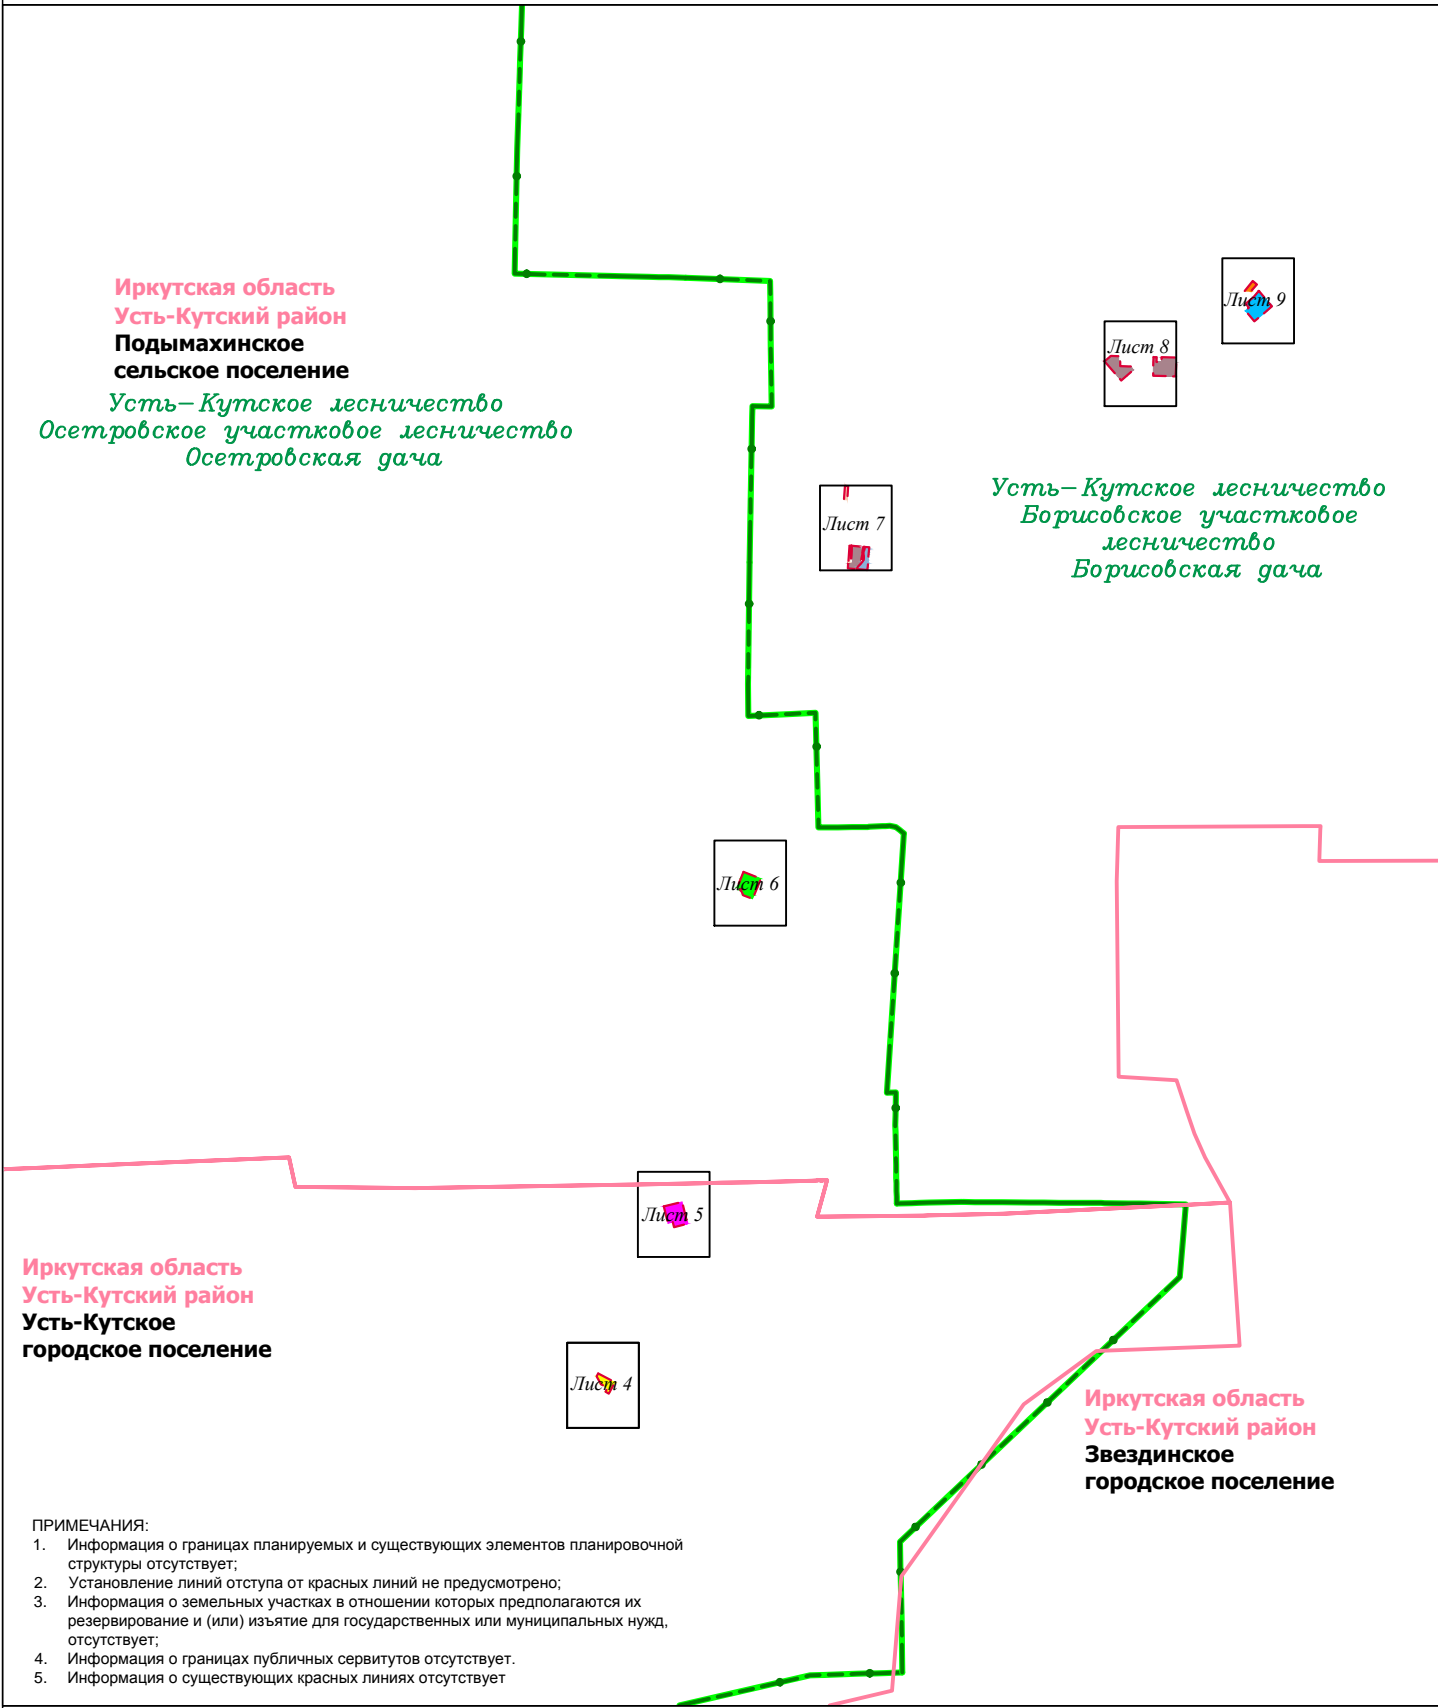 Иркутская область
Усть-Кутский район
Подымахинское
сельское поселение
Усть-Кутское лесничество
Осетровское участковое лесничество
Осетровская дача
Лист 9
Лист 8
Лист 7
Усть-Кутское лесничество
Борисовское участковое
лесничество
Борисовская дача
Лист 6
Лист 5
Иркутская область
Усть-Кутский район
Усть-Кутское
городское поселение
Лист 4
Иркутская область
Усть-Кутский район
Звездинское
городское поселение
ПРИМЕЧАНИЯ:
1. Информация о границах планируемых и существующих элементов планировочной
структуры отсутствует;
2. Установление линий отступа от красных линий не предусмотрено;
3. Информация о земельных участках в отношении которых предполагаются их
резервирование и (или) изъятие для государственных или муниципальных нужд,
отсутствует;
4. Информация о границах публичных сервитутов отсутствует.
5. Информация о существующих красных линиях отсутствует